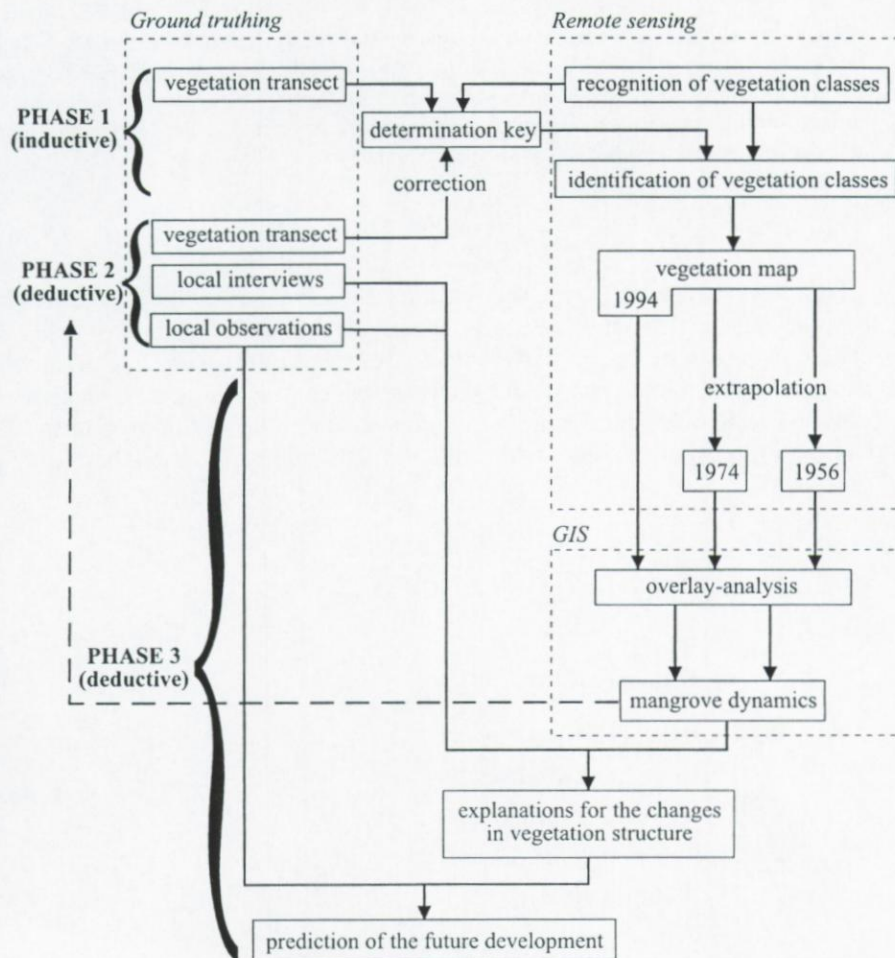 Ground truthing
Remote sensing
vegetation transect
recognition of vegetation classes
PHASE 1
(inductive)
determination key
correction
identification of vegetation classes
vegetation transect
PHASE 2
(deductive)
local interviews
vegetation map
1994
local observations
extrapolation
1974
1956
GIS
overlay-analysis
PHASE 3
(deductive)
mangrove dynamics
explanations for the changes
in vegetation structure
prediction of the future development